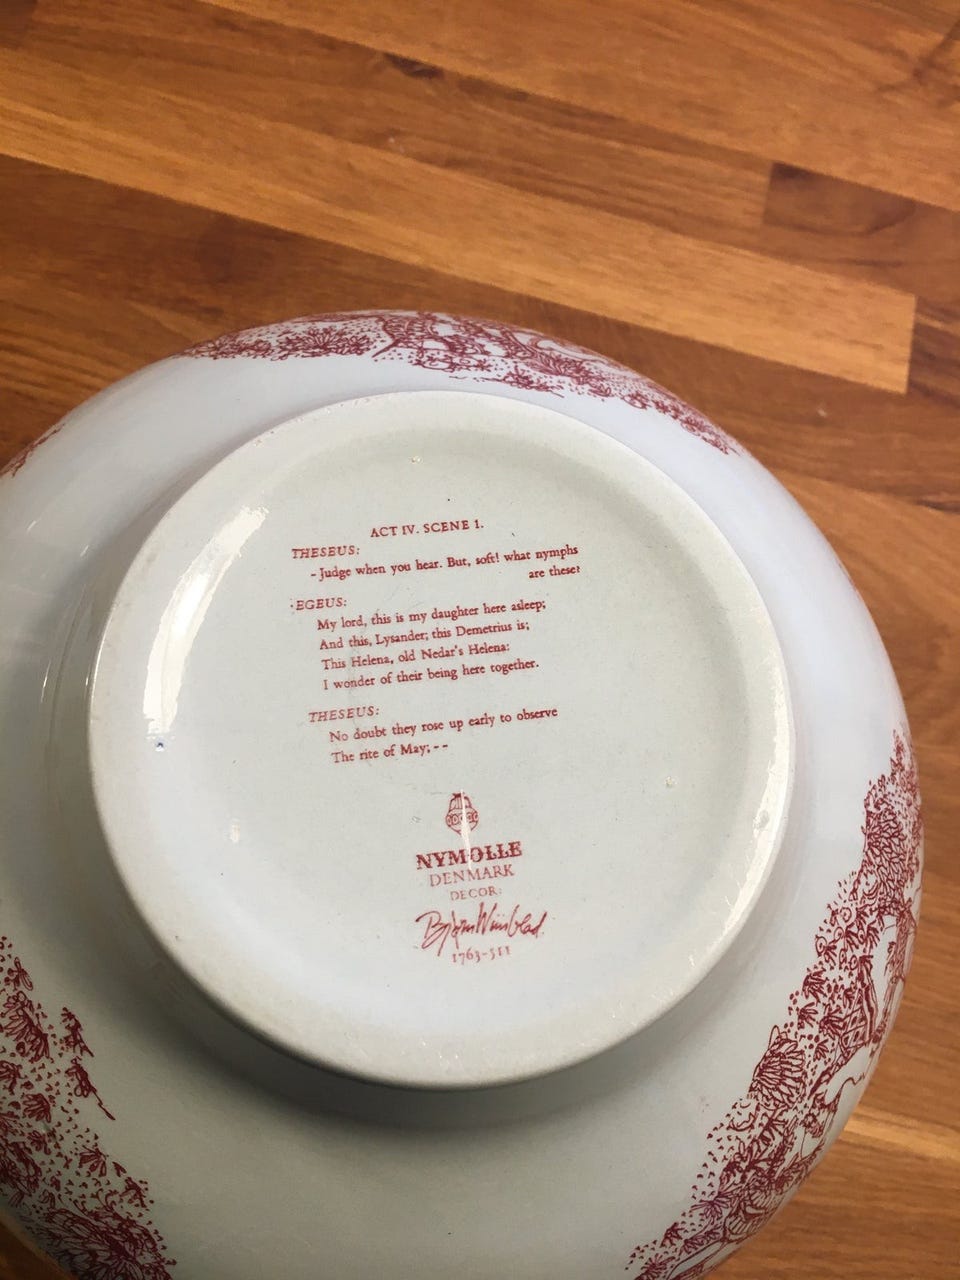 ACT IV. SCENE 1.
THESEUS:
- Judge when you hear. But, soft! what nymphs
are these?
EGEUS:
My lord, this is my daughter here asleep;
And this, Lysander; this Demetrius is;
This Helena, old Nedar's Helena:
I wonder of their being here together.
THESEUS:
No doubt they rose up early to observe
The rite of May; - -
NYMOLLE
DENMARK
DECOR:
Bjørn Wiinblad.
1763-511